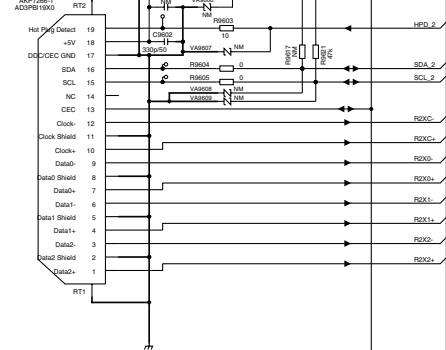 AD3PBI19X0
RT2
NM
R9603
10
HPD_2
Hot Plug Detect 19
+5V 18
C9602
330p/50
DDC/CEC GND 17
VA9607
NM
R9617
NM
R9621
47k
SDA 16
R9604 0
SDA_2
SCL 15
R9605 0
SCL_2
NC 14
VA9608 NM
VA9609 NM
CEC 13
Clock- 12
R2XC-
Clock Shield 11
Clock+ 10
R2XC+
Data0- 9
R2X0-
Data0 Shield 8
Data0+ 7
R2X0+
Data1- 6
R2X1-
Data1 Shield 5
Data1+ 4
R2X1+
Data2- 3
R2X2-
Data2 Shield 2
Data2+ 1
R2X2+
RT1